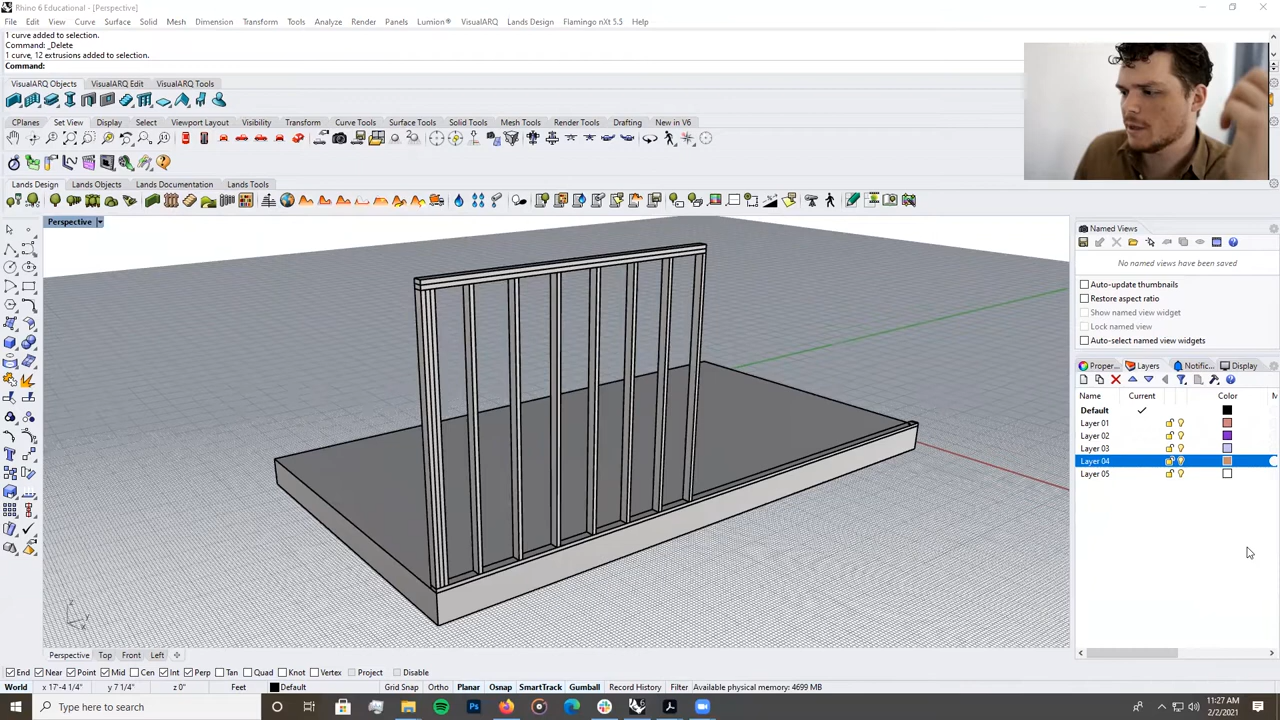 Rhino 6 Educational - [Perspective]
File Edit View Curve Surface Solid Mesh Dimension Transform Tools Analyze Render Panels Lumion® VisualARQ Lands Design Flamingo nXt 5.5 Help
1 curve added to selection.
Command: _Delete
1 curve, 12 extrusions added to selection.
Command:
VisualARQ Objects VisualARQ Edit VisualARQ Tools
CPlanes Set View Display Select Viewport Layout Visibility Transform Curve Tools Surface Tools Solid Tools Mesh Tools Render Tools Drafting New in V6
Lands Design Lands Objects Lands Documentation Lands Tools
Perspective
Named Views
No named views have been saved
Auto-update thumbnails
Restore aspect ratio
Show named view widget
Lock named view
Auto-select named view widgets
Proper... Layers Notific... Display
Name Current Color M
Default
Layer 01
Layer 02
Layer 03
Layer 04
Layer 05
z y x
Perspective Top Front Left
End Near Point Mid Cen Int Perp Tan Quad Knot Vertex Project Disable
World x 17'-4 1/4" y 7 1/4" z 0" Feet Default Grid Snap Ortho Planar Osnap SmartTrack Gumball Record History Filter Available physical memory: 4699 MB
Type here to search
11:27 AM
2/2/2021